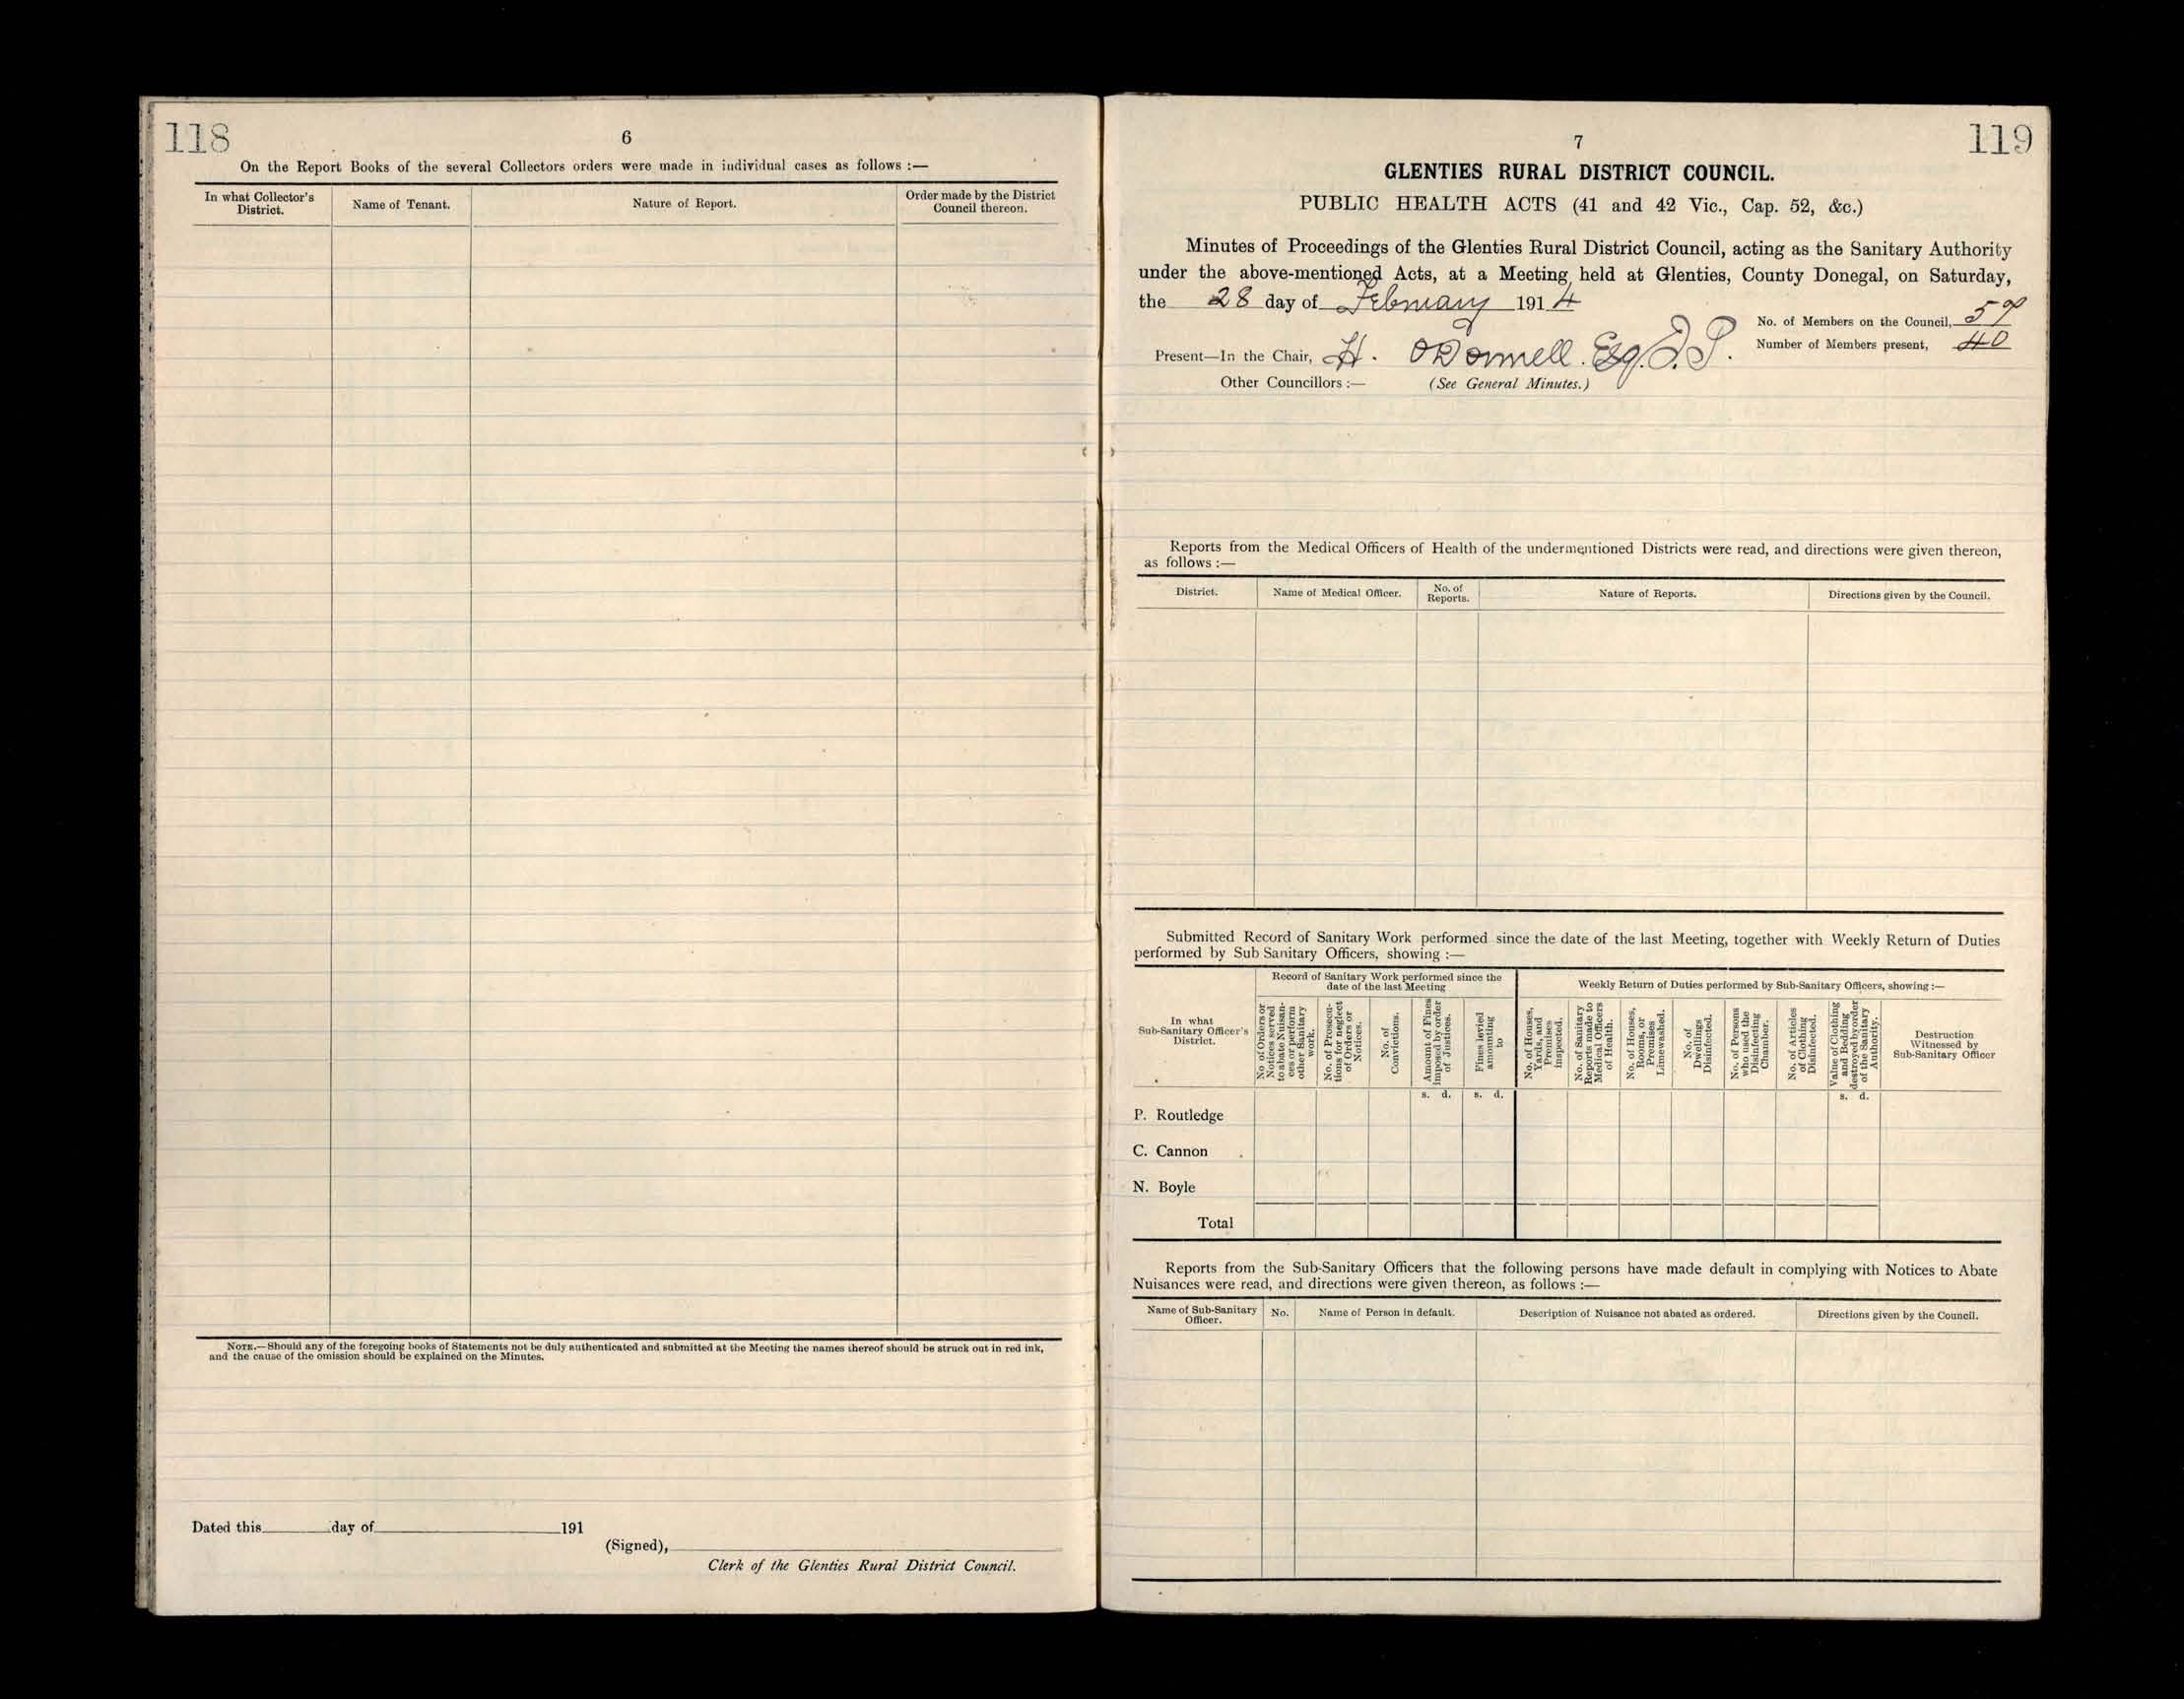 118
6
On the Report Books of the several Collectors orders were made in individual cases as follows :—
In what Collector's District.
Name of Tenant.
Nature of Report.
Order made by the District Council thereon.
NOTE.—Should any of the foregoing books of Statements not be duly authenticated and submitted at the Meeting the names thereof should be struck out in red ink,
and the cause of the omission should be explained on the Minutes.
Dated this day of 191
(Signed),
Clerk of the Glenties Rural District Council.
119
7
GLENTIES RURAL DISTRICT COUNCIL.
PUBLIC HEALTH ACTS (41 and 42 Vic., Cap. 52, &c.)
Minutes of Proceedings of the Glenties Rural District Council, acting as the Sanitary Authority
under the above-mentioned Acts, at a Meeting held at Glenties, County Donegal, on Saturday,
the 28 day of February 1914
No. of Members on the Council,
Number of Members present, 40
Present—In the Chair, H. O'Donnell. Esq. J.P.
Other Councillors :— (See General Minutes.)
Reports from the Medical Officers of Health of the undermentioned Districts were read, and directions were given thereon,
as follows :—
District.
Name of Medical Officer.
No. of Reports.
Nature of Reports.
Directions given by the Council.
Submitted Record of Sanitary Work performed since the date of the last Meeting, together with Weekly Return of Duties
performed by Sub Sanitary Officers, showing :—
In what Sub-Sanitary Officer's District.
Record of Sanitary Work performed since the date of the last Meeting
Weekly Return of Duties performed by Sub-Sanitary Officers, showing :—
No of Orders or Notices served to abate Nuisances or perform other Sanitary work.
No. of Prosecutions for neglect of Orders or Notices.
No. of Convictions.
Amount of Fines imposed by order of Justices.
Fines levied amounting to
No. of Houses, Yards, and Premises inspected.
No. of Sanitary Reports made to Medical Officers of Health.
No. of Houses, Rooms, or Premises Limewashed.
No. of Dwellings Disinfected.
No. of Persons who used the Disinfecting Chamber.
No. of Articles of Clothing Disinfected.
Value of Clothing and Bedding destroyed by order of the Sanitary Authority.
Destruction Witnessed by Sub-Sanitary Officer
s. d. s. d. s. d.
P. Routledge
C. Cannon
N. Boyle
Total
Reports from the Sub-Sanitary Officers that the following persons have made default in complying with Notices to Abate
Nuisances were read, and directions were given thereon, as follows :—
Name of Sub-Sanitary Officer.
No.
Name of Person in default.
Description of Nuisance not abated as ordered.
Directions given by the Council.